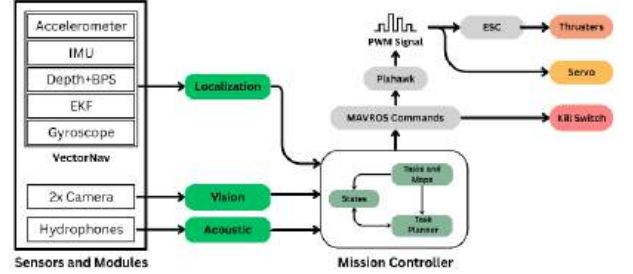 Accelerometer
IMU
Depth+BPS
EKF
Gyroscope
VectorNav
2x Camera
Hydrophones
Sensors and Modules
Localization
Vision
Acoustic
PWM Signal
Pixhawk
MAVROS Commands
ESC
Thrusters
Servo
Kill Switch
Tasks and
Maps
States
Task
Planner
Mission Controller